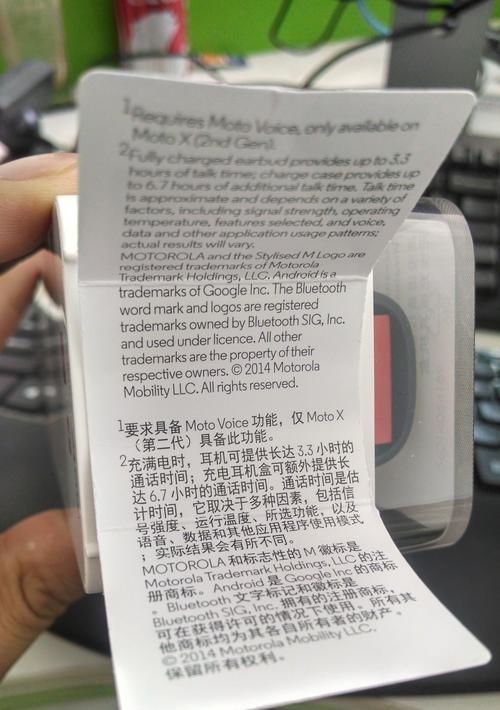 1Requires Moto Voice, only available on
Moto X (2nd Gen).
2Fully charged earbud provides up to 3.3
hours of talk time; charge case provides up
to 6.7 hours of additional talk time. Talk time
is approximate and depends on a variety of
factors, including signal strength, operating
temperature, features selected, and voice,
data and other application usage patterns;
actual results will vary.
MOTOROLA and the Stylised M Logo are
registered trademarks of Motorola
Trademark Holdings, LLC. Android is a
trademarks of Google Inc. The Bluetooth
word mark and logos are registered
trademarks owned by Bluetooth SIG, Inc.
and used under licence. All other
trademarks are the property of their
respective owners. © 2014 Motorola
Mobility LLC. All rights reserved.
1要求具备 Moto Voice 功能，仅 Moto X
（第二代）具备此功能。
2充满电时，耳机可提供长达 3.3 小时的
通话时间；充电耳机盒可额外提供长
达 6.7 小时的通话时间。通话时间是估
计时间，它取决于多种因素，包括信
号强度、运行温度、所选功能、以及
语音、数据和其他应用程序使用模式
；实际结果会有所不同。
MOTOROLA 和标志性的 M 徽标是
Motorola Trademark Holdings, LLC 的注
册商标。Android 是 Google Inc 的商标
。Bluetooth 文字标记和徽标是
Bluetooth SIG, Inc. 拥有的注册商标，
可在获得许可的情况下使用。所有其
他商标均为其各自所有者的财产。
© 2014 Motorola Mobility LLC.
保留所有权利。